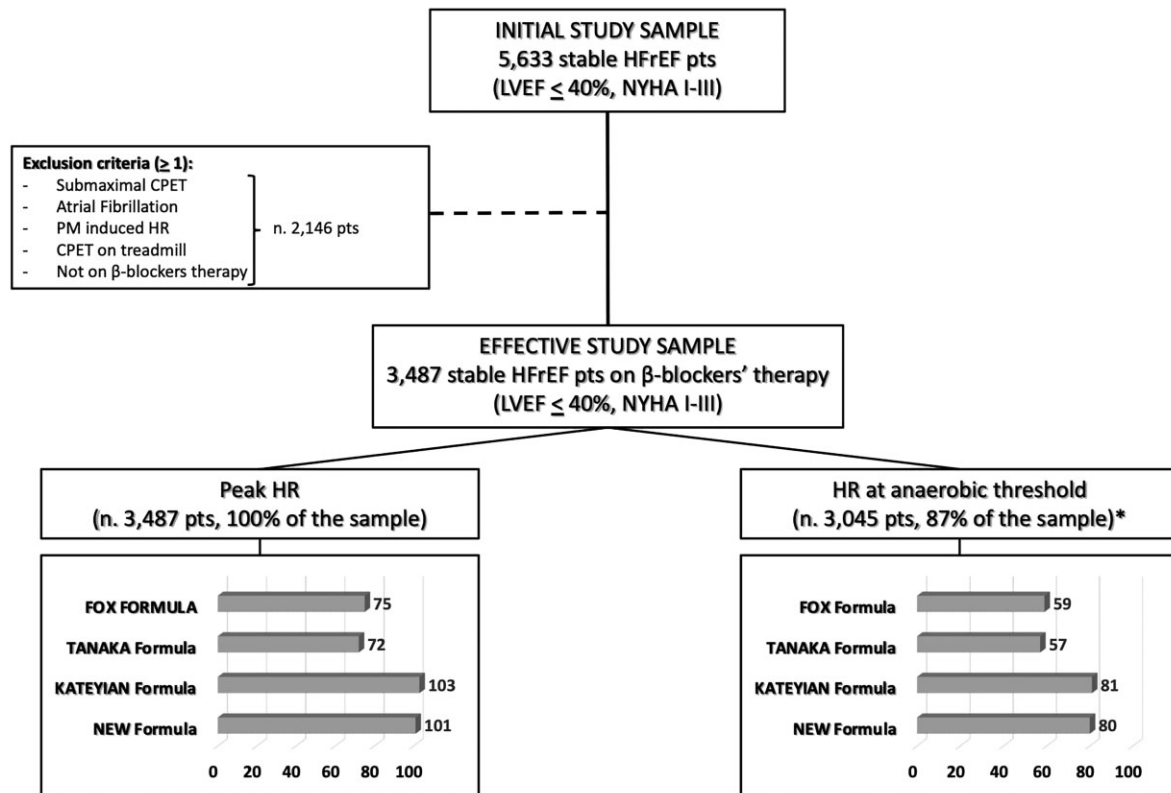 INITIAL STUDY SAMPLE
5,633 stable HFrEF pts
(LVEF ≤ 40%, NYHA I-III)
Exclusion criteria (≥ 1):
- Submaximal CPET
- Atrial Fibrillation
- PM induced HR
- CPET on treadmill
- Not on β-blockers therapy
n. 2,146 pts
EFFECTIVE STUDY SAMPLE
3,487 stable HFrEF pts on β-blockers’ therapy
(LVEF ≤ 40%, NYHA I-III)
Peak HR
(n. 3,487 pts, 100% of the sample)
FOX FORMULA 75
TANAKA Formula 72
KATEYIAN Formula 103
NEW Formula 101
0 20 40 60 80 100
HR at anaerobic threshold
(n. 3,045 pts, 87% of the sample)*
FOX Formula 59
TANAKA Formula 57
KATEYIAN Formula 81
NEW Formula 80
0 20 40 60 80 100